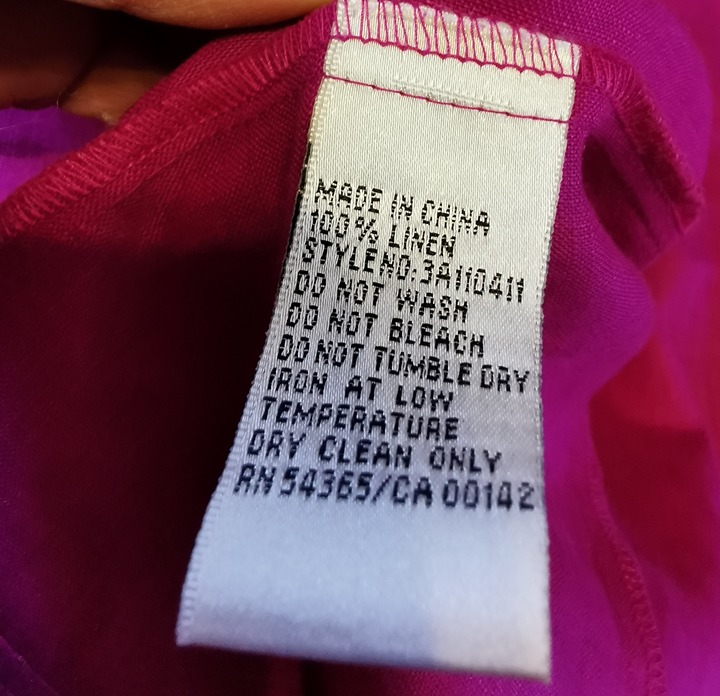 MADE IN CHINA
100% LINEN
STYLENO:3A110411
DO NOT WASH
DO NOT BLEACH
DO NOT TUMBLE DRY
IRON AT LOW
TEMPERATURE
DRY CLEAN ONLY
RN 54365/CA 00142